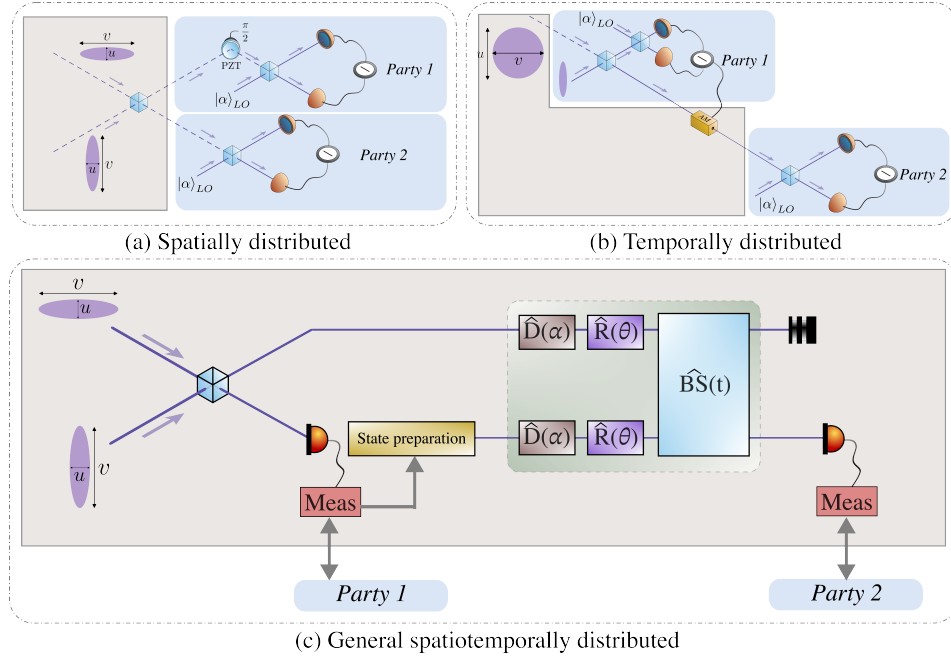 v
u
u
v
π/2
PZT
|α⟩LO
Party 1
|α⟩LO
Party 2
(a) Spatially distributed
u
v
|α⟩LO
Party 1
AM
|α⟩LO
Party 2
(b) Temporally distributed
v
u
u
v
D̂(α)
R̂(θ)
B̂S(t)
State preparation
D̂(α)
R̂(θ)
Meas
Meas
Party 1
Party 2
(c) General spatiotemporally distributed